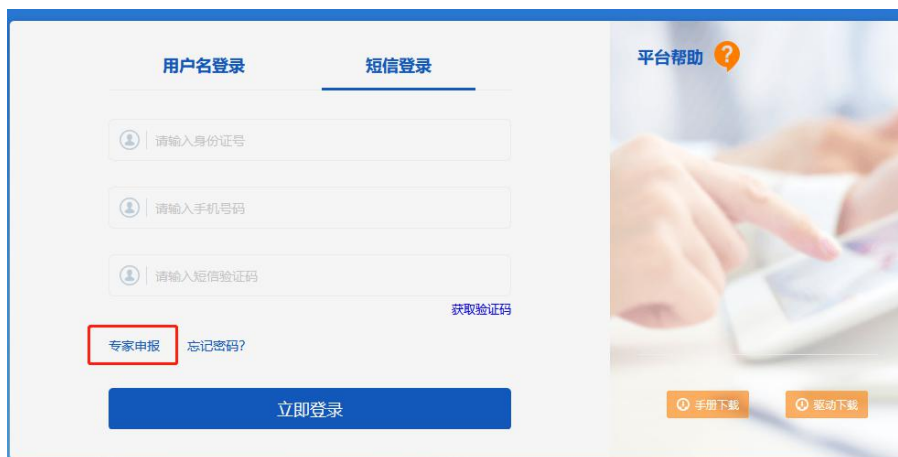 用户名登录
短信登录
请输入身份证号
请输入手机号码
请输入短信验证码
获取验证码
专家申报
忘记密码?
立即登录
平台帮助
手册下载
驱动下载